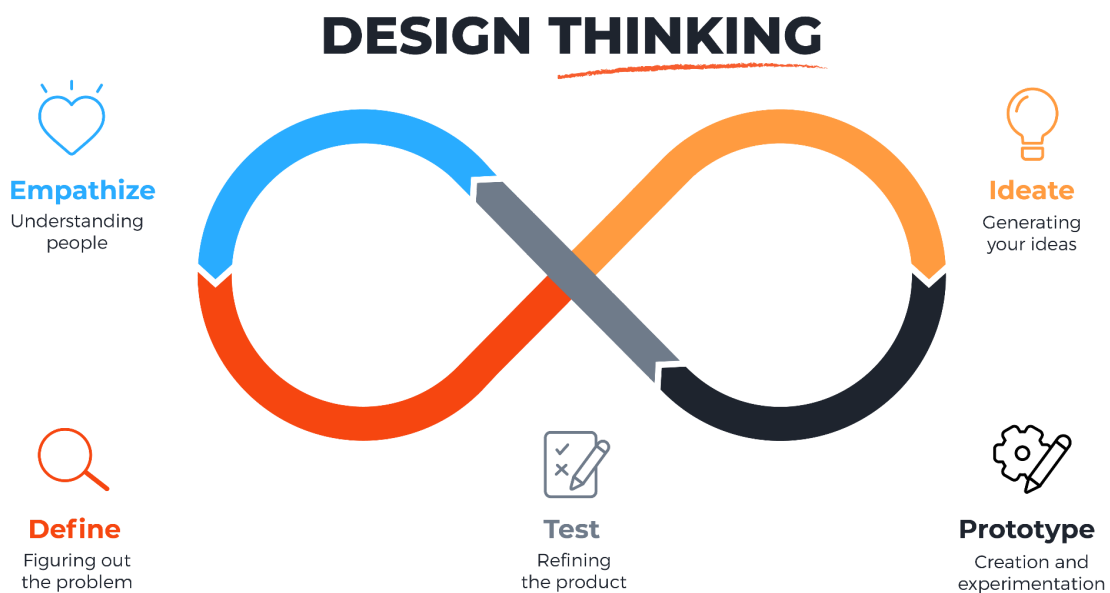 DESIGN THINKING
Empathize
Understanding
people
Ideate
Generating
your ideas
Define
Figuring out
the problem
Test
Refining
the product
Prototype
Creation and
experimentation